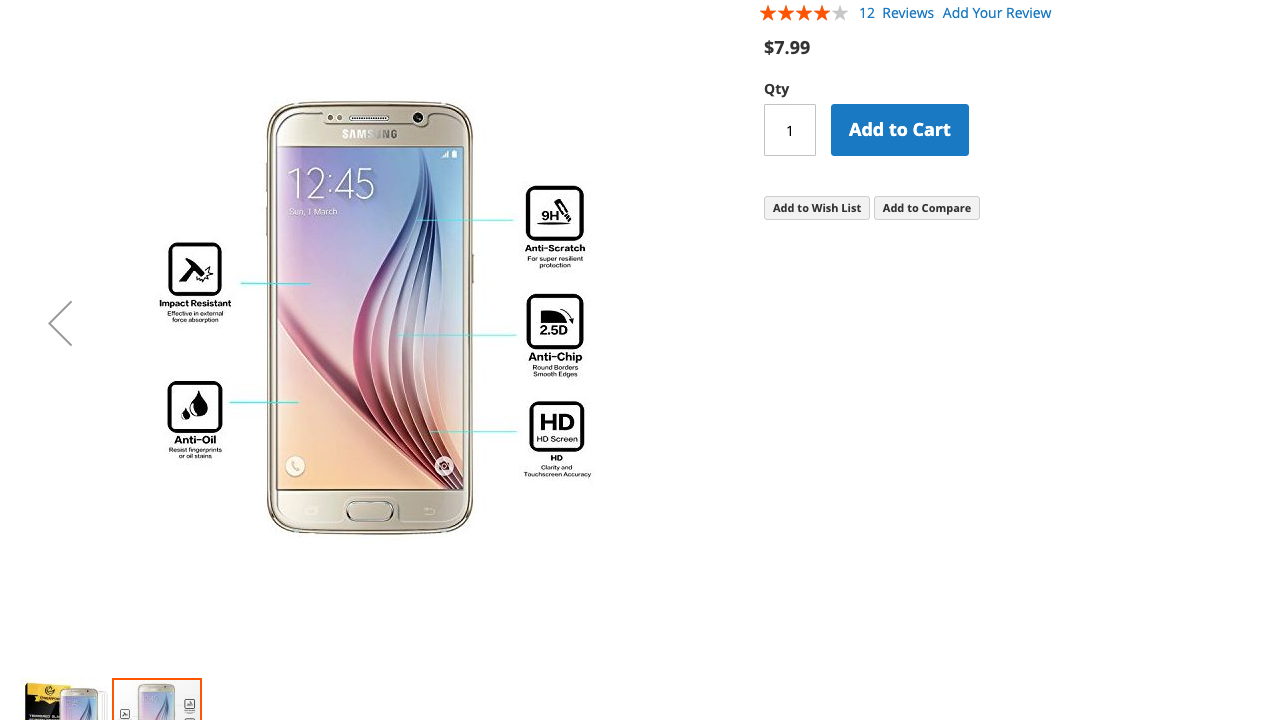 12 Reviews Add Your Review
$7.99
Qty
1
Add to Cart
Add to Wish List
Add to Compare
SAMSUNG
12:45
Sun, 1 March
9H
Anti-Scratch
For super resilient
protection
Impact Resistant
Effective in external
force absorption
2.5D
Anti-Chip
Round Borders
Smooth Edges
Anti-Oil
Resist fingerprints
or oil stains
HD
HD Screen
HD
Clarity and
Touchscreen Accuracy